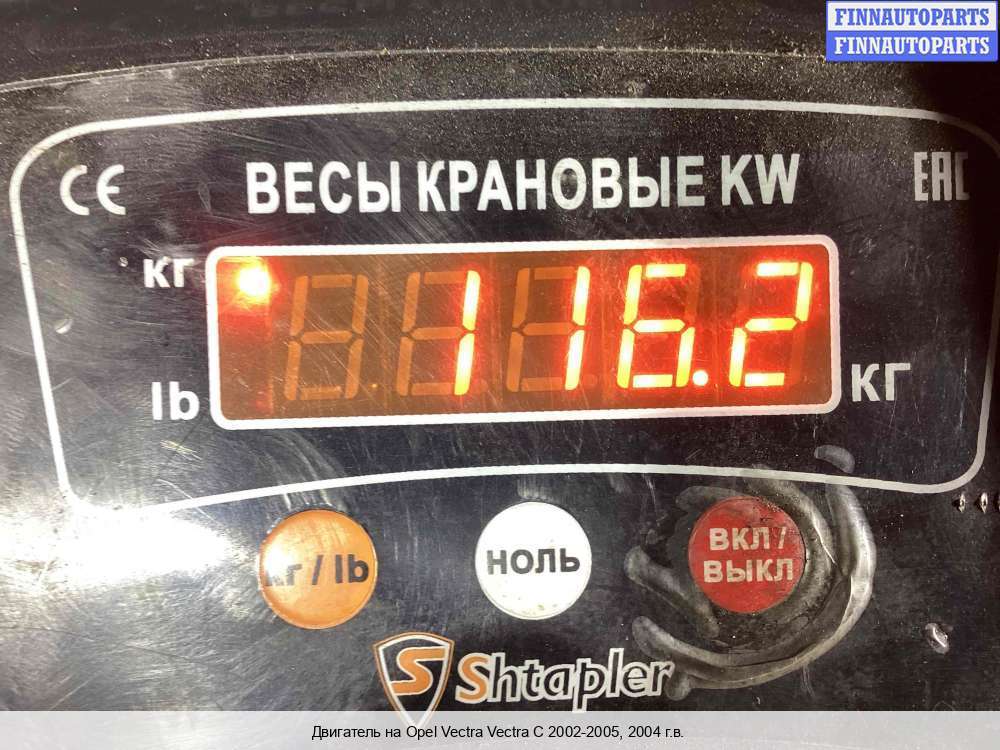 FINNAUTOPARTS
FINNAUTOPARTS
CE
ВЕСЫ КРАНОВЫЕ KW
EAC
кг
116.2
lb
КГ
кг / lb
НОЛЬ
ВКЛ /
ВЫКЛ
S Shtapler
Двигатель на Opel Vectra Vectra C 2002-2005, 2004 г.в.